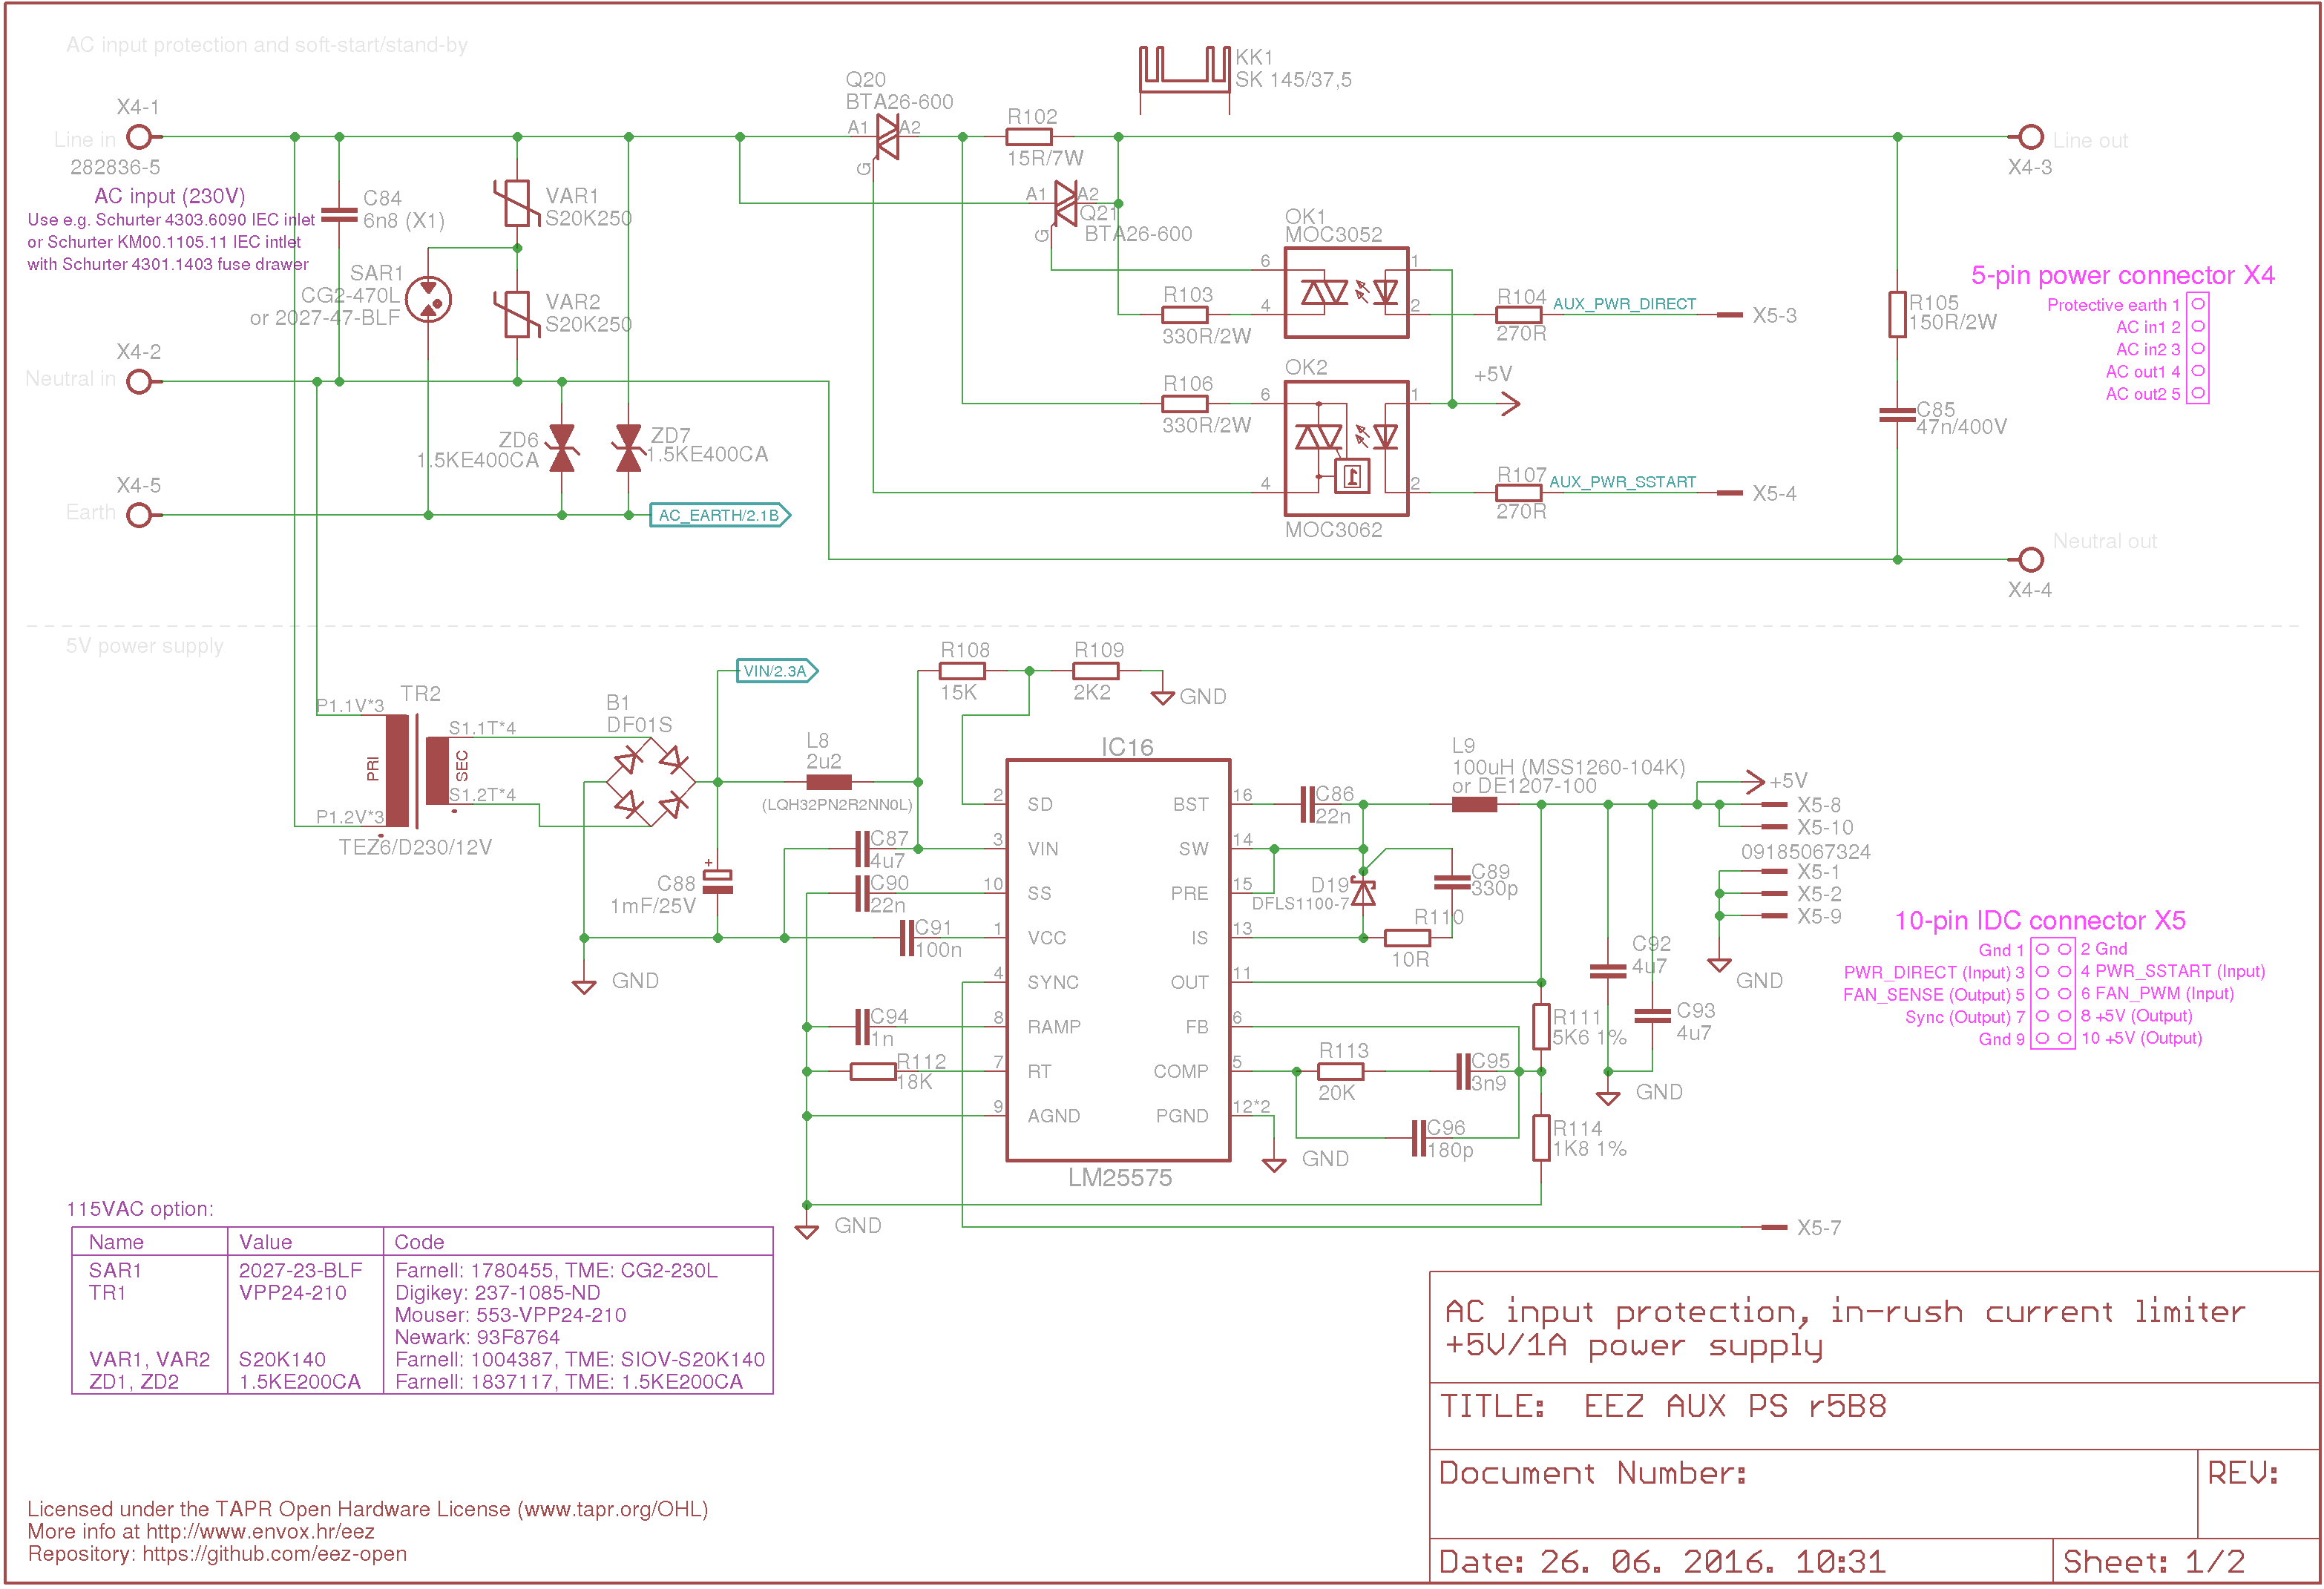 AC input protection and soft-start/stand-by
X4-1
Line in
282836-5
AC input (230V)
Use e.g. Schurter 4303.6090 IEC inlet
or Schurter KM00.1105.11 IEC intlet
with Schurter 4301.1403 fuse drawer
C84
6n8 (X1)
VAR1
S20K250
SAR1
CG2-470L
or 2027-47-BLF
VAR2
S20K250
X4-2
Neutral in
ZD6
1.5KE400CA
ZD7
1.5KE400CA
X4-5
Earth
AC_EARTH/2.1B
Q20
BTA26-600
A1
A2
G
R102
15R/7W
KK1
SK 145/37,5
A1
A2
Q21
BTA26-600
G
OK1
MOC3052
6
4
1
2
R103
330R/2W
R104
270R
AUX_PWR_DIRECT
X5-3
OK2
MOC3062
6
4
1
2
1
R106
330R/2W
+5V
R107
270R
AUX_PWR_SSTART
X5-4
Line out
X4-3
R105
150R/2W
C85
47n/400V
Neutral out
X4-4
5-pin power connector X4
Protective earth 1
AC in1 2
AC in2 3
AC out1 4
AC out2 5
5V power supply
VIN/2.3A
TR2
P1.1V*3
P1.2V*3
PRI
SEC
S1.1T*4
S1.2T*4
TEZ6/D230/12V
B1
DF01S
L8
2u2
(LQH32PN2R2NN0L)
+
C88
1mF/25V
GND
R108
15K
R109
2K2
GND
C87
4u7
C90
22n
C91
100n
C94
1n
R112
18K
GND
IC16
LM25575
2 SD
3 VIN
10 SS
1 VCC
4 SYNC
8 RAMP
7 RT
9 AGND
BST 16
SW 14
PRE 15
IS 13
OUT 11
FB 6
COMP 5
PGND 12*2
GND
C86
22n
L9
100uH (MSS1260-104K)
or DE1207-100
D19
DFLS1100-7
C89
330p
R110
10R
R111
5K6 1%
R113
20K
C95
3n9
C96
180p
R114
1K8 1%
C92
4u7
C93
4u7
GND
+5V
X5-8
X5-10
09185067324
X5-1
X5-2
X5-9
GND
X5-7
10-pin IDC connector X5
Gnd 1 2 Gnd
PWR_DIRECT (Input) 3 4 PWR_SSTART (Input)
FAN_SENSE (Output) 5 6 FAN_PWM (Input)
Sync (Output) 7 8 +5V (Output)
Gnd 9 10 +5V (Output)
115VAC option:
Name Value Code
SAR1 2027-23-BLF Farnell: 1780455, TME: CG2-230L
TR1 VPP24-210 Digikey: 237-1085-ND
Mouser: 553-VPP24-210
Newark: 93F8764
VAR1, VAR2 S20K140 Farnell: 1004387, TME: SIOV-S20K140
ZD1, ZD2 1.5KE200CA Farnell: 1837117, TME: 1.5KE200CA
Licensed under the TAPR Open Hardware License (www.tapr.org/OHL)
More info at http://www.envox.hr/eez
Repository: https://github.com/eez-open
AC input protection, in-rush current limiter
+5V/1A power supply
TITLE: EEZ AUX PS r5B8
Document Number:
REV:
Date: 26. 06. 2016. 10:31
Sheet: 1/2